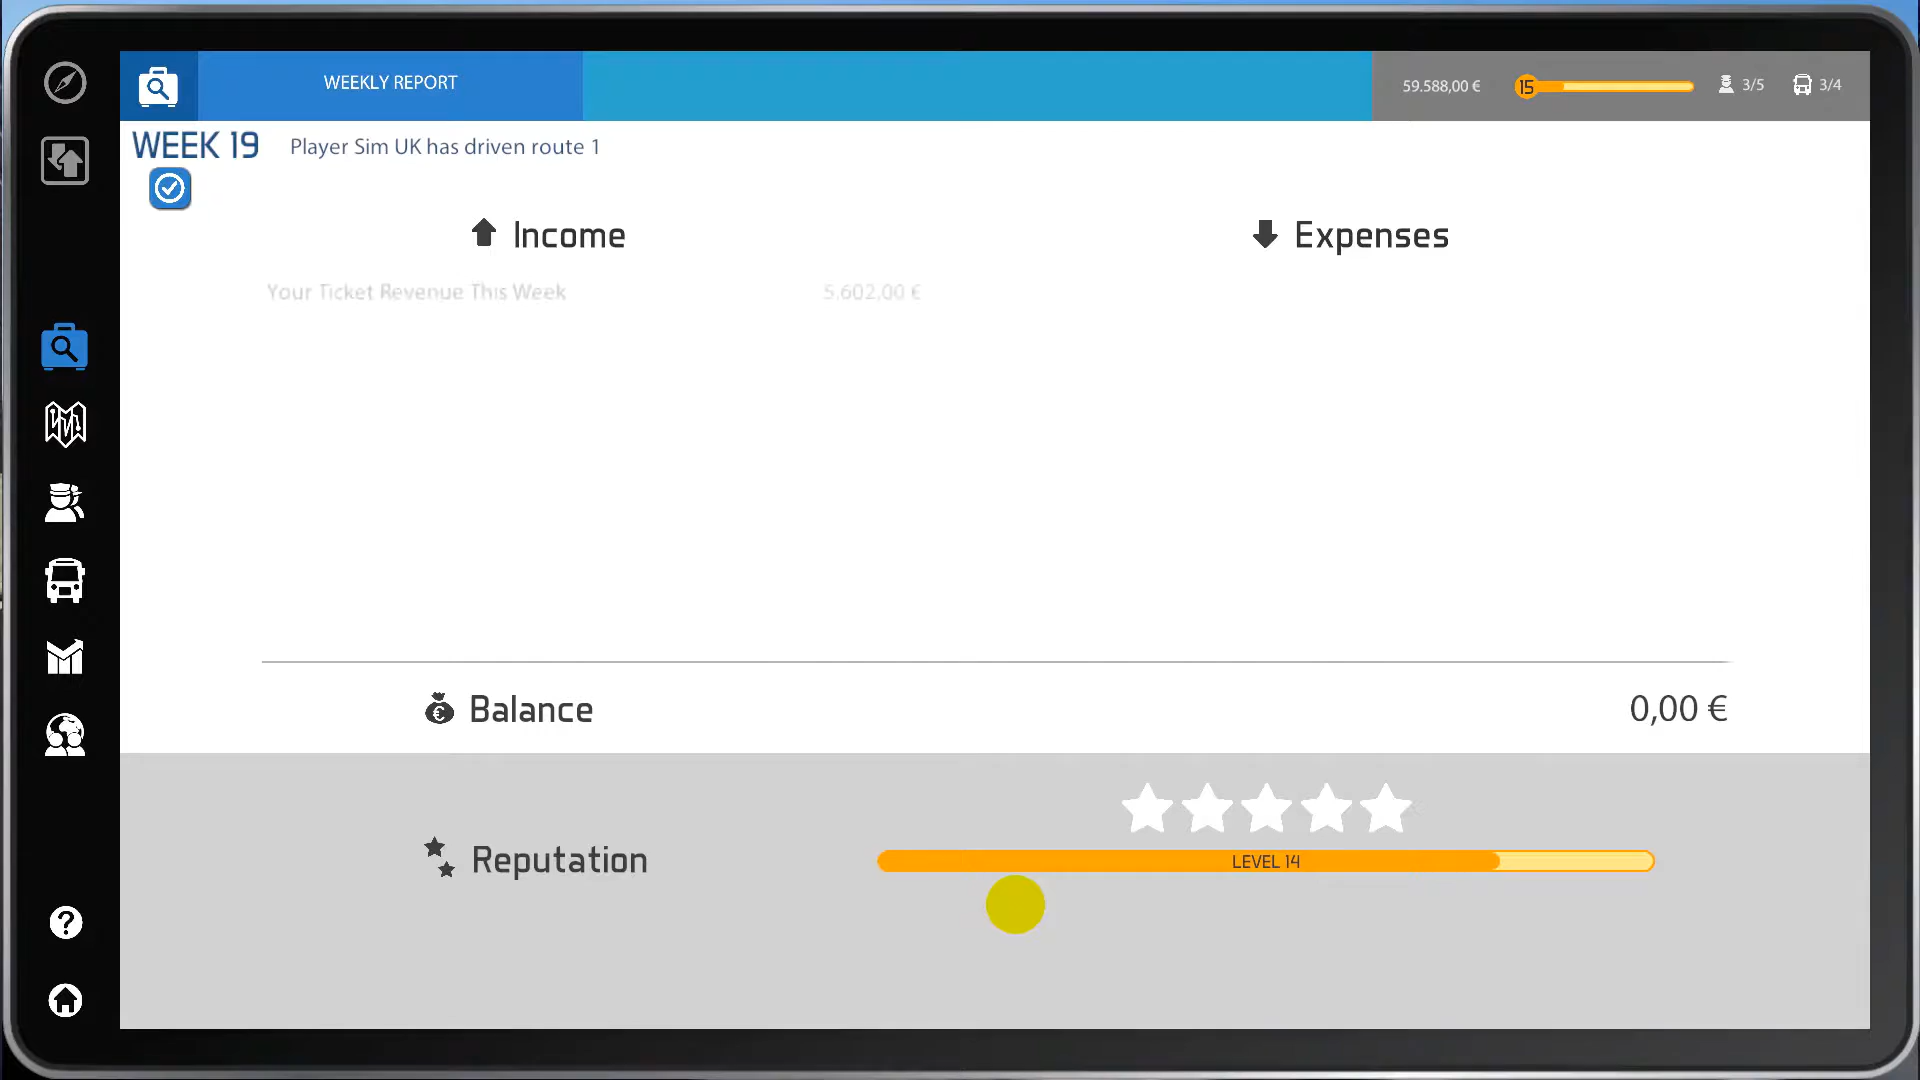 WEEKLY REPORT
59.588,00 €
15
3/5
3/4
WEEK 19
Player Sim UK has driven route 1
Income
Expenses
Your Ticket Revenue This Week
5.602,00 €
Balance
0,00 €
Reputation
LEVEL 14